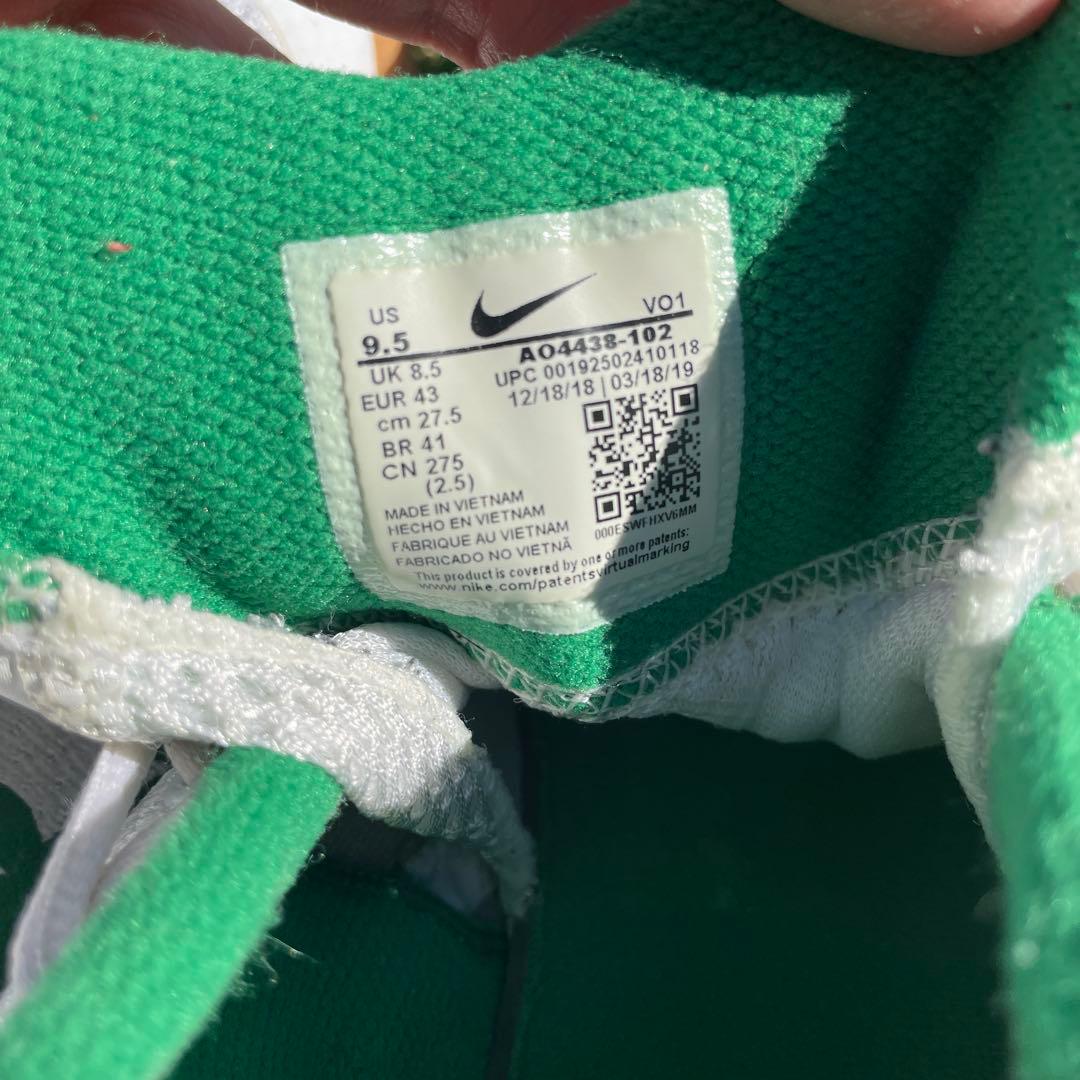 US
9.5
UK 8.5
EUR 43
cm 27.5
BR 41
CN 275
(2.5)
MADE IN VIETNAM
HECHO EN VIETNAM
FABRIQUE AU VIETNAM
FABRICADO NO VIETNÃ
VO1
AO4438-102
UPC 00192502410118
12/18/18 | 03/18/19
000ESWFHXV6MM
This product is covered by one or more patents:
www.nike.com/patentsvirtualmarking